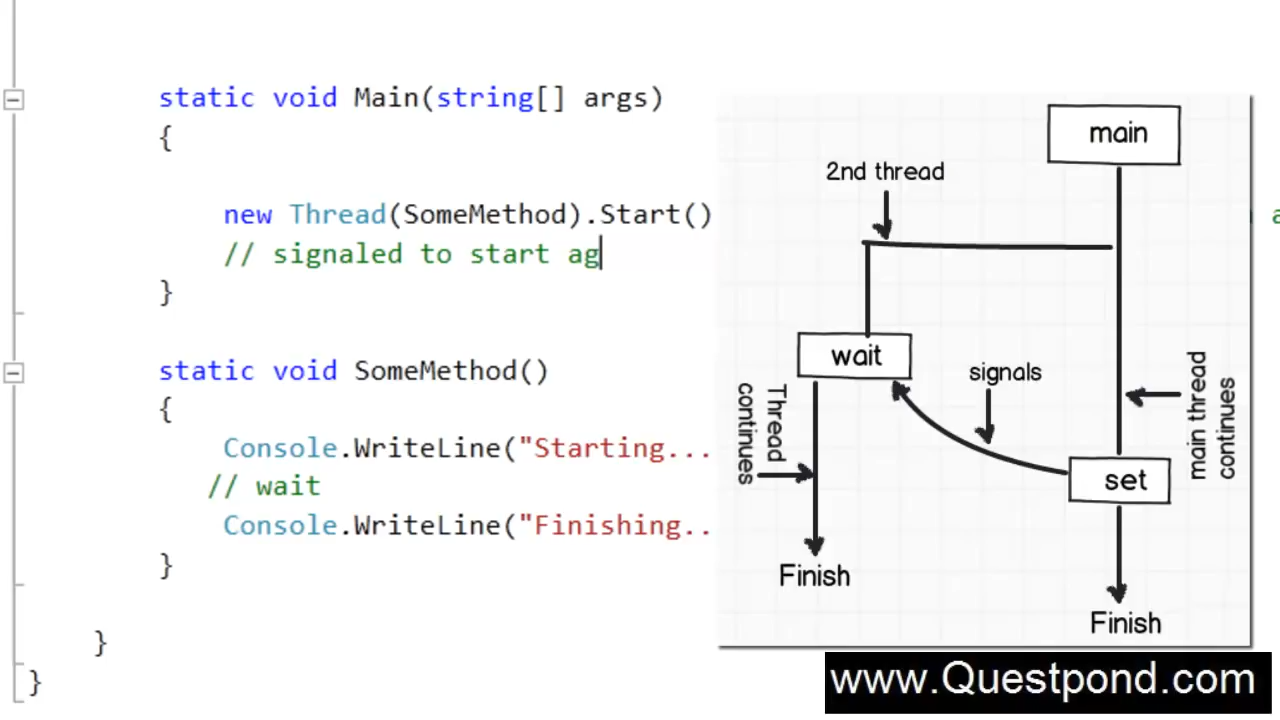 static void Main(string[] args)
{
new Thread(SomeMethod).Start()
// signaled to start ag
}
static void SomeMethod()
{
Console.WriteLine("Starting...
// wait
Console.WriteLine("Finishing..
}
}
}
main
2nd thread
wait
signals
Thread
continues
main thread
continues
set
Finish
Finish
www.Questpond.com